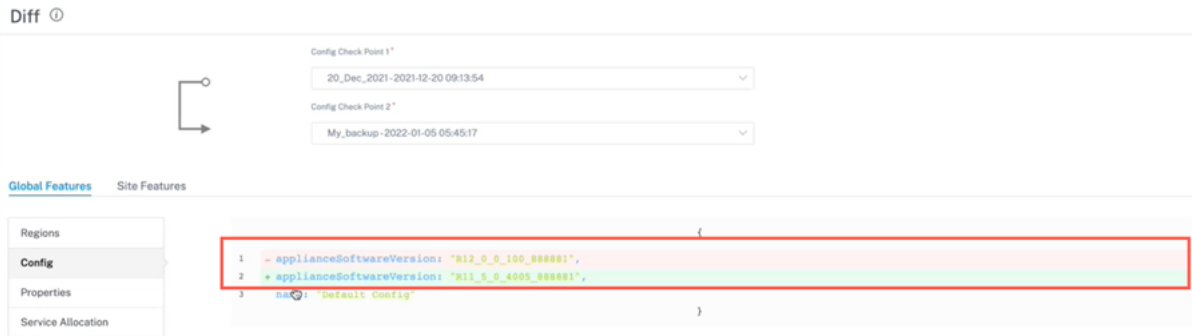 Diff
Config Check Point 1*
20_Dec_2021-2021-12-20 09:13:54
Config Check Point 2*
My_backup-2022-01-05 05:45:17
Global Features Site Features
Regions
Config
Properties
Service Allocation
{
1 - applianceSoftwareVersion: "R12_0_0_100_888881",
2 + applianceSoftwareVersion: "R11_5_0_4005_888881",
3 "Default Config"
}